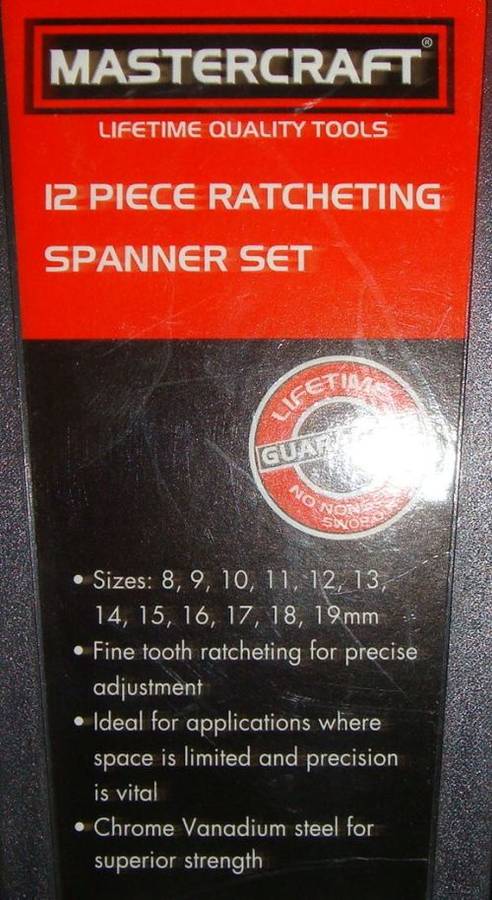 MASTERCRAFT®
LIFETIME QUALITY TOOLS
12 PIECE RATCHETING
SPANNER SET
LIFETIME
NO
• Sizes: 8, 9, 10, 11, 12, 13,
14, 15, 16, 17, 18, 19mm
• Fine tooth ratcheting for precise
adjustment
• Ideal for applications where
space is limited and precision
is vital
• Chrome Vanadium steel for
superior strength